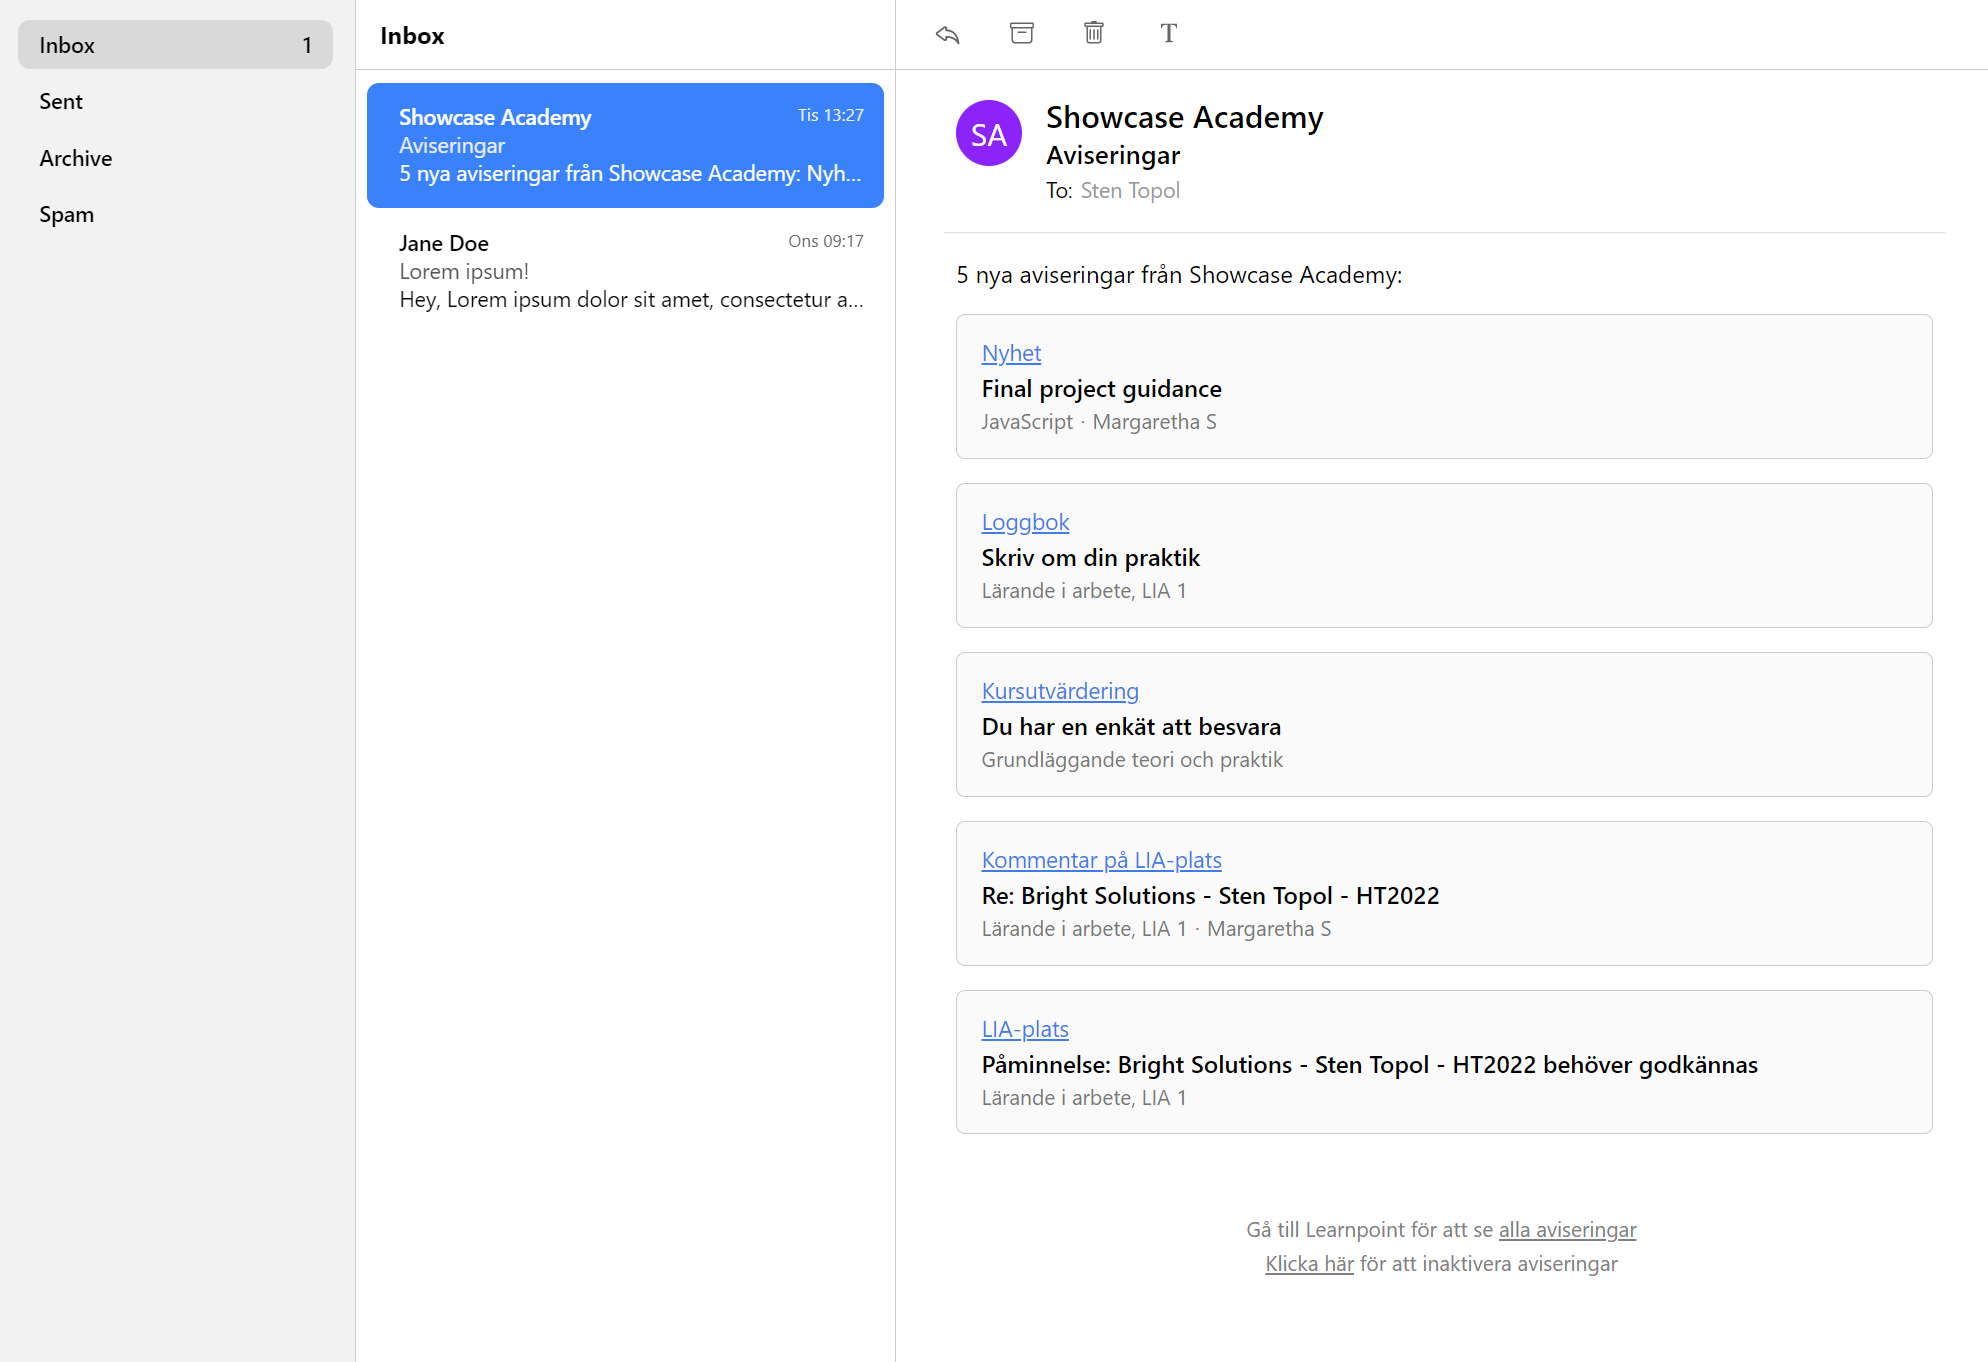 Inbox 1
Sent
Archive
Spam
Inbox
Showcase Academy Tis 13:27
Aviseringar
5 nya aviseringar från Showcase Academy: Nyh...
Jane Doe Ons 09:17
Lorem ipsum!
Hey, Lorem ipsum dolor sit amet, consectetur a...
T
SA
Showcase Academy
Aviseringar
To: Sten Topol
5 nya aviseringar från Showcase Academy:
Nyhet
Final project guidance
JavaScript · Margaretha S
Loggbok
Skriv om din praktik
Lärande i arbete, LIA 1
Kursutvärdering
Du har en enkät att besvara
Grundläggande teori och praktik
Kommentar på LIA-plats
Re: Bright Solutions - Sten Topol - HT2022
Lärande i arbete, LIA 1 · Margaretha S
LIA-plats
Påminnelse: Bright Solutions - Sten Topol - HT2022 behöver godkännas
Lärande i arbete, LIA 1
Gå till Learnpoint för att se alla aviseringar
Klicka här för att inaktivera aviseringar